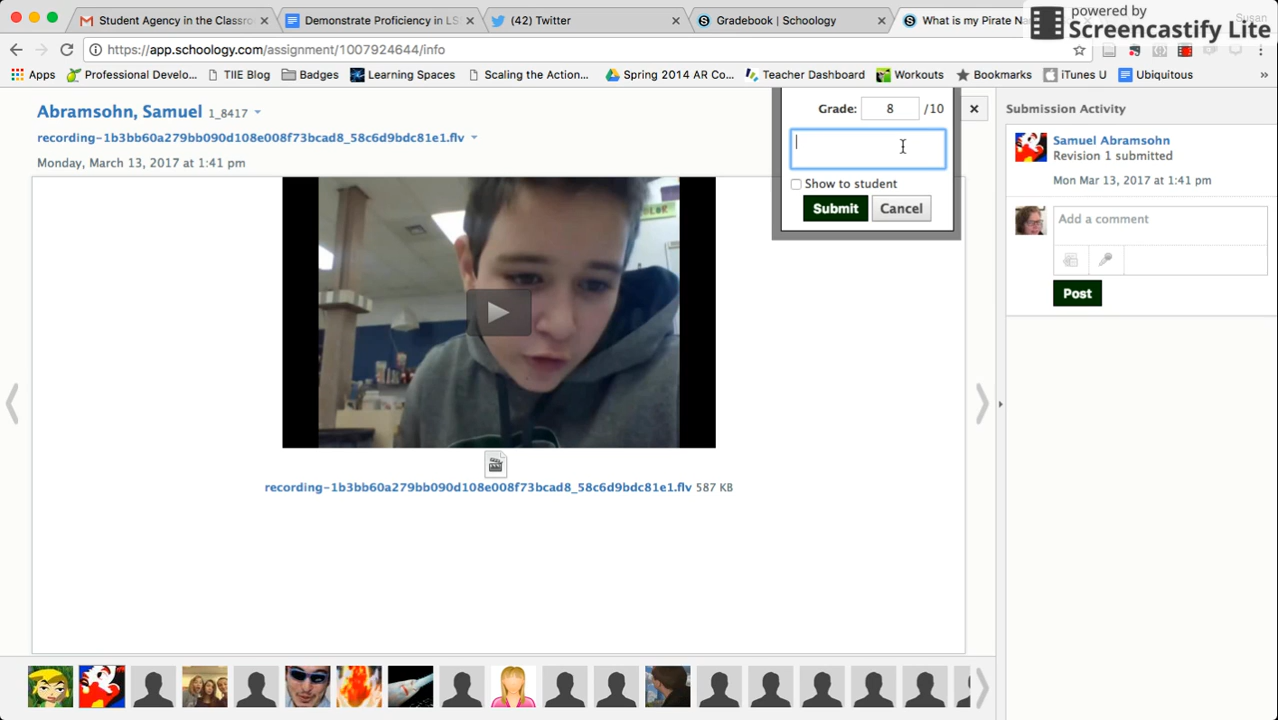 powered by
Screencastify Lite
Student Agency in the Classro
Demonstrate Proficiency in LS
(42) Twitter
Gradebook | Schoology
What is my Pirate Na
Susan
https://app.schoology.com/assignment/1007924644/info
Apps
Professional Develo...
TIIE Blog
Badges
Learning Spaces
Scaling the Action...
Spring 2014 AR Co...
Teacher Dashboard
Workouts
Bookmarks
iTunes U
Ubiquitous
»
Abramsohn, Samuel 1_8417
recording-1b3bb60a279bb090d108e008f73bcad8_58c6d9bdc81e1.flv
Monday, March 13, 2017 at 1:41 pm
Grade: 8 /10
Show to student
Submit Cancel
Submission Activity
Samuel Abramsohn
Revision 1 submitted
Mon Mar 13, 2017 at 1:41 pm
Add a comment
Post
recording-1b3bb60a279bb090d108e008f73bcad8_58c6d9bdc81e1.flv 587 KB